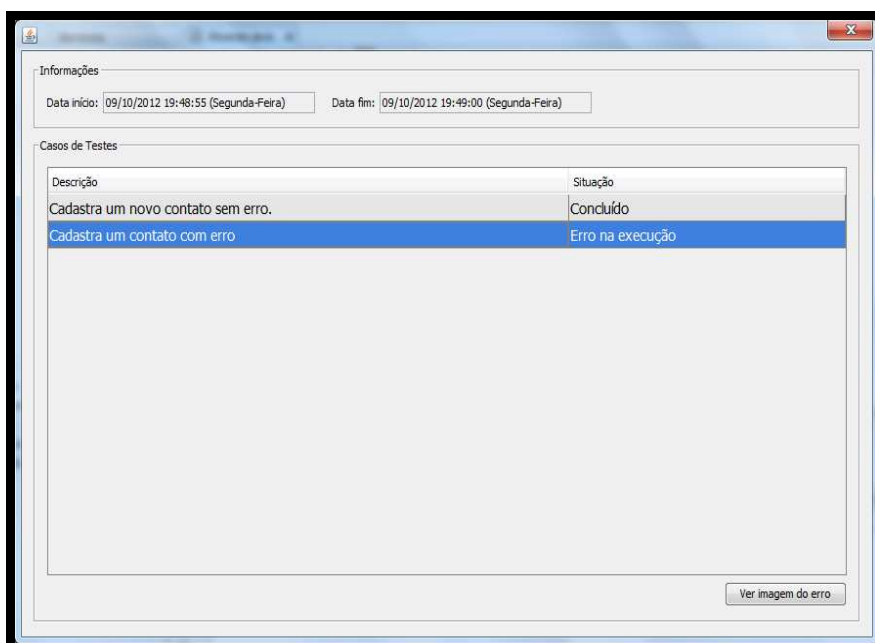 Informações
Data início: 09/10/2012 19:48:55 (Segunda-Feira) Data fim: 09/10/2012 19:49:00 (Segunda-Feira)
Casos de Testes
Descrição Situação
Cadastra um novo contato sem erro. Concluído
Cadastra um contato com erro Erro na execução
Ver imagem do erro